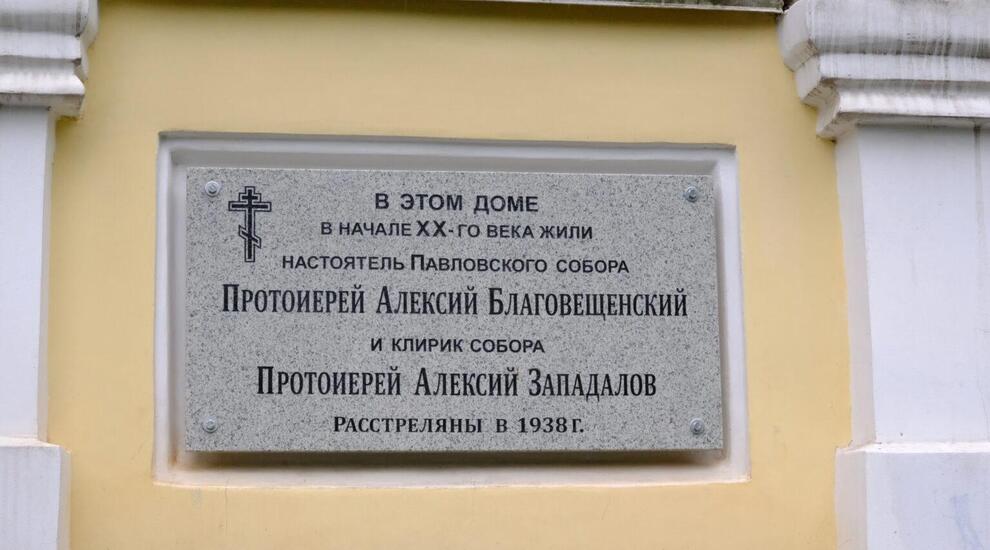 В ЭТОМ ДОМЕ
В НАЧАЛЕ XX-ГО ВЕКА ЖИЛИ
НАСТОЯТЕЛЬ ПАВЛОВСКОГО СОБОРА
ПРОТОИЕРЕЙ АЛЕКСИЙ БЛАГОВЕЩЕНСКИЙ
И КЛИРИК СОБОРА
ПРОТОИЕРЕЙ АЛЕКСИЙ ЗАПАДАЛОВ
РАССТРЕЛЯНЫ В 1938 Г.